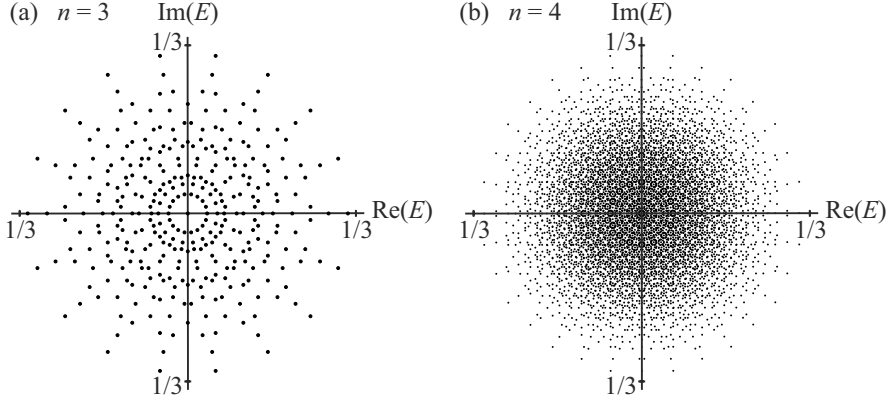 (a) n = 3 Im(E)
1/3
Re(E)
1/3 1/3
1/3
(b) n = 4 Im(E)
1/3
Re(E)
1/3 1/3
1/3